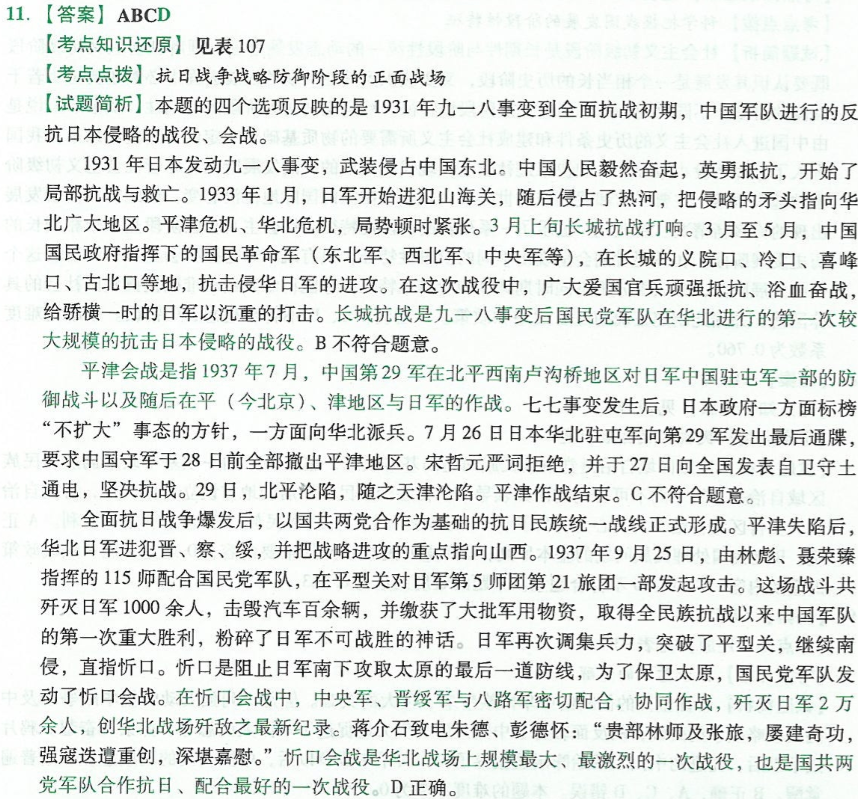 11. 【答案】ABCD
【考点知识还原】见表107
【考点点拨】抗日战争战略防御阶段的正面战场
【试题简析】本题的四个选项反映的是1931年九一八事变到全面抗战初期，中国军队进行的反
抗日本侵略的战役、会战。
1931年日本发动九一八事变，武装侵占中国东北。中国人民毅然奋起，英勇抵抗，开始了
局部抗战与救亡。1933年1月，日军开始进犯山海关，随后侵占了热河，把侵略的矛头指向华
北广大地区。平津危机、华北危机，局势顿时紧张。3月上旬长城抗战打响。3月至5月，中国
国民政府指挥下的国民革命军（东北军、西北军、中央军等），在长城的义院口、冷口、喜峰
口、古北口等地，抗击侵华日军的进攻。在这次战役中，广大爱国官兵顽强抵抗、浴血奋战，
给骄横一时的日军以沉重的打击。长城抗战是九一八事变后国民党军队在华北进行的第一次较
大规模的抗击日本侵略的战役。B不符合题意。
平津会战是指1937年7月，中国第29军在北平西南卢沟桥地区对日军中国驻屯军一部的防
御战斗以及随后在平（今北京）、津地区与日军的作战。七七事变发生后，日本政府一方面标榜
“不扩大”事态的方针，一方面向华北派兵。7月26日日本华北驻屯军向第29军发出最后通牒，
要求中国守军于28日前全部撤出平津地区。宋哲元严词拒绝，并于27日向全国发表自卫守土
通电，坚决抗战。29日，北平沦陷，随之天津沦陷。平津作战结束。C不符合题意。
全面抗日战争爆发后，以国共两党合作为基础的抗日民族统一战线正式形成。平津失陷后，
华北日军进犯晋、察、绥，并把战略进攻的重点指向山西。1937年9月25日，由林彪、聂荣臻
指挥的115师配合国民党军队，在平型关对日军第5师团第21旅团一部发起攻击。这场战斗共
歼灭日军1000余人，击毁汽车百余辆，并缴获了大批军用物资，取得全民族抗战以来中国军队
的第一次重大胜利，粉碎了日军不可战胜的神话。日军再次调集兵力，突破了平型关，继续南
侵，直指忻口。忻口是阻止日军南下攻取太原的最后一道防线，为了保卫太原，国民党军队发
动了忻口会战。在忻口会战中，中央军、晋绥军与八路军密切配合，协同作战，歼灭日军2万
余人，创华北战场歼敌之最新纪录。蒋介石致电朱德、彭德怀：“贵部林师及张旅，屡建奇功，
强寇迭遭重创，深堪嘉慰。”忻口会战是华北战场上规模最大、最激烈的一次战役，也是国共两
党军队合作抗日、配合最好的一次战役。D正确。